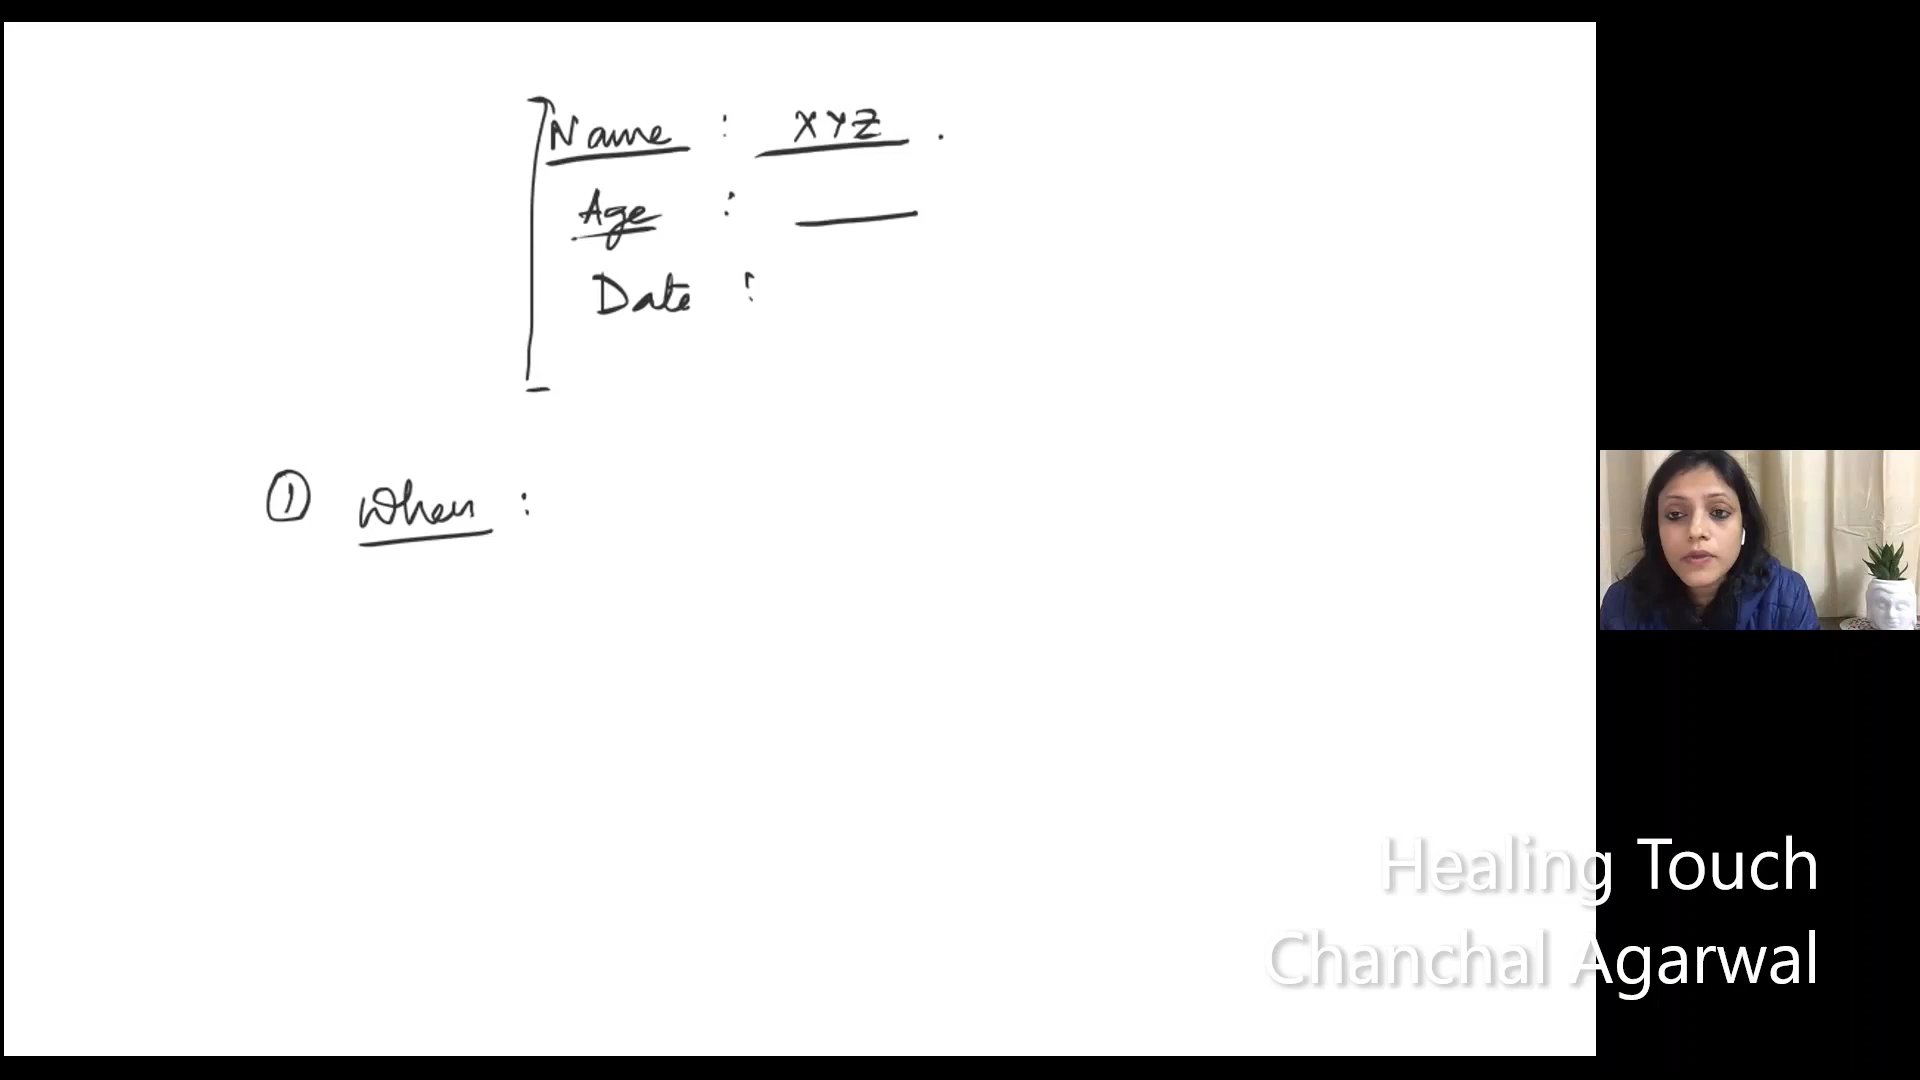 Name : XYZ .
Age :
Date :
① When :
Healing Touch
Chanchal Agarwal